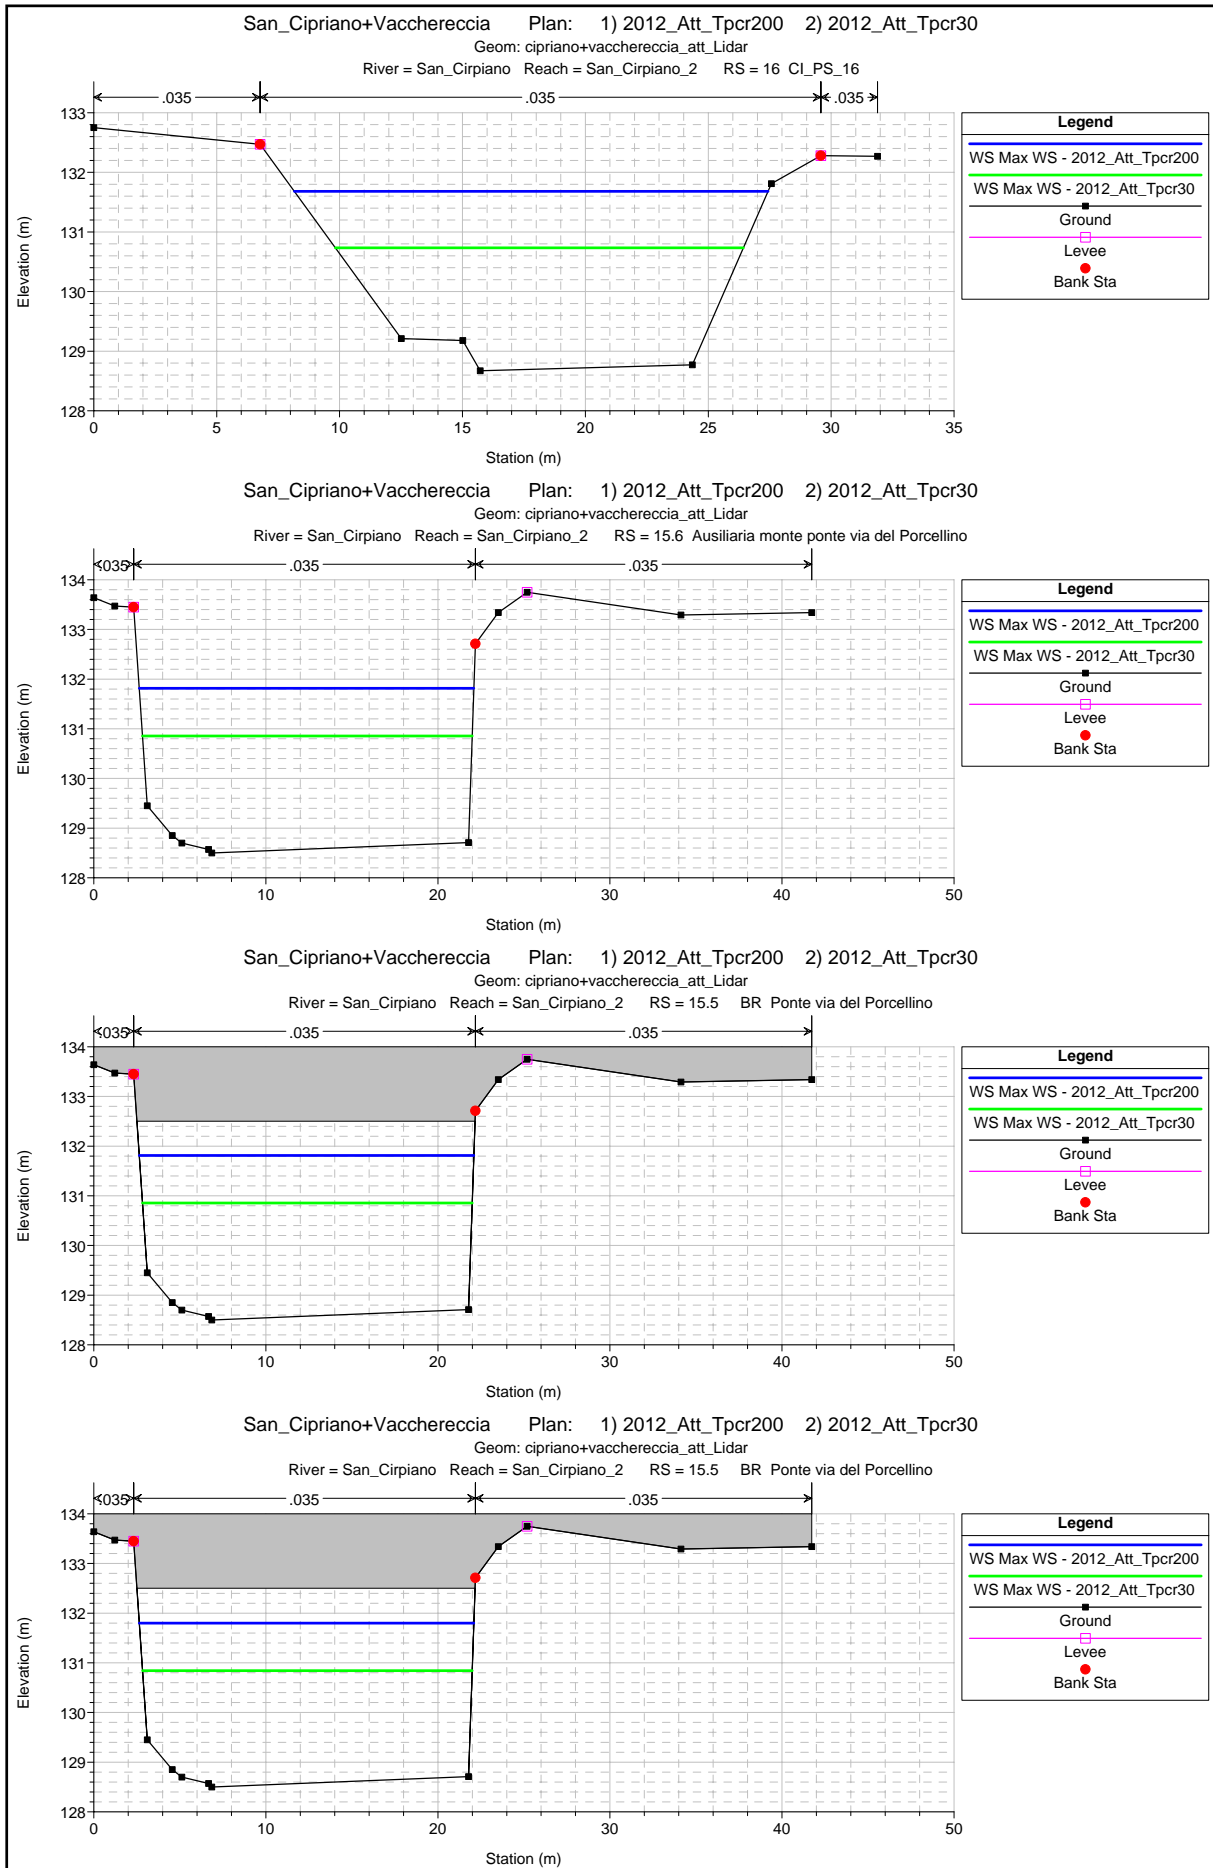 San_Cipriano+Vacchereccia Plan: 1) 2012_Att_Tpcr200 2) 2012_Att_Tpcr30
Geom: cipriano+vacchereccia_att_Lidar
River = San_Cirpiano Reach = San_Cirpiano_2 RS = 16 CI_PS_16
.035 .035 .035
133
132
131
130
129
128
Elevation (m)
0 5 10 15 20 25 30 35
Station (m)
Legend
WS Max WS - 2012_Att_Tpcr200
WS Max WS - 2012_Att_Tpcr30
Ground
Levee
Bank Sta
San_Cipriano+Vacchereccia Plan: 1) 2012_Att_Tpcr200 2) 2012_Att_Tpcr30
Geom: cipriano+vacchereccia_att_Lidar
River = San_Cirpiano Reach = San_Cirpiano_2 RS = 15.6 Ausiliaria monte ponte via del Porcellino
.035 .035 .035
134
133
132
131
130
129
128
Elevation (m)
0 10 20 30 40 50
Station (m)
Legend
WS Max WS - 2012_Att_Tpcr200
WS Max WS - 2012_Att_Tpcr30
Ground
Levee
Bank Sta
San_Cipriano+Vacchereccia Plan: 1) 2012_Att_Tpcr200 2) 2012_Att_Tpcr30
Geom: cipriano+vacchereccia_att_Lidar
River = San_Cirpiano Reach = San_Cirpiano_2 RS = 15.5 BR Ponte via del Porcellino
.035 .035 .035
134
133
132
131
130
129
128
Elevation (m)
0 10 20 30 40 50
Station (m)
Legend
WS Max WS - 2012_Att_Tpcr200
WS Max WS - 2012_Att_Tpcr30
Ground
Levee
Bank Sta
San_Cipriano+Vacchereccia Plan: 1) 2012_Att_Tpcr200 2) 2012_Att_Tpcr30
Geom: cipriano+vacchereccia_att_Lidar
River = San_Cirpiano Reach = San_Cirpiano_2 RS = 15.5 BR Ponte via del Porcellino
.035 .035 .035
134
133
132
131
130
129
128
Elevation (m)
0 10 20 30 40 50
Station (m)
Legend
WS Max WS - 2012_Att_Tpcr200
WS Max WS - 2012_Att_Tpcr30
Ground
Levee
Bank Sta